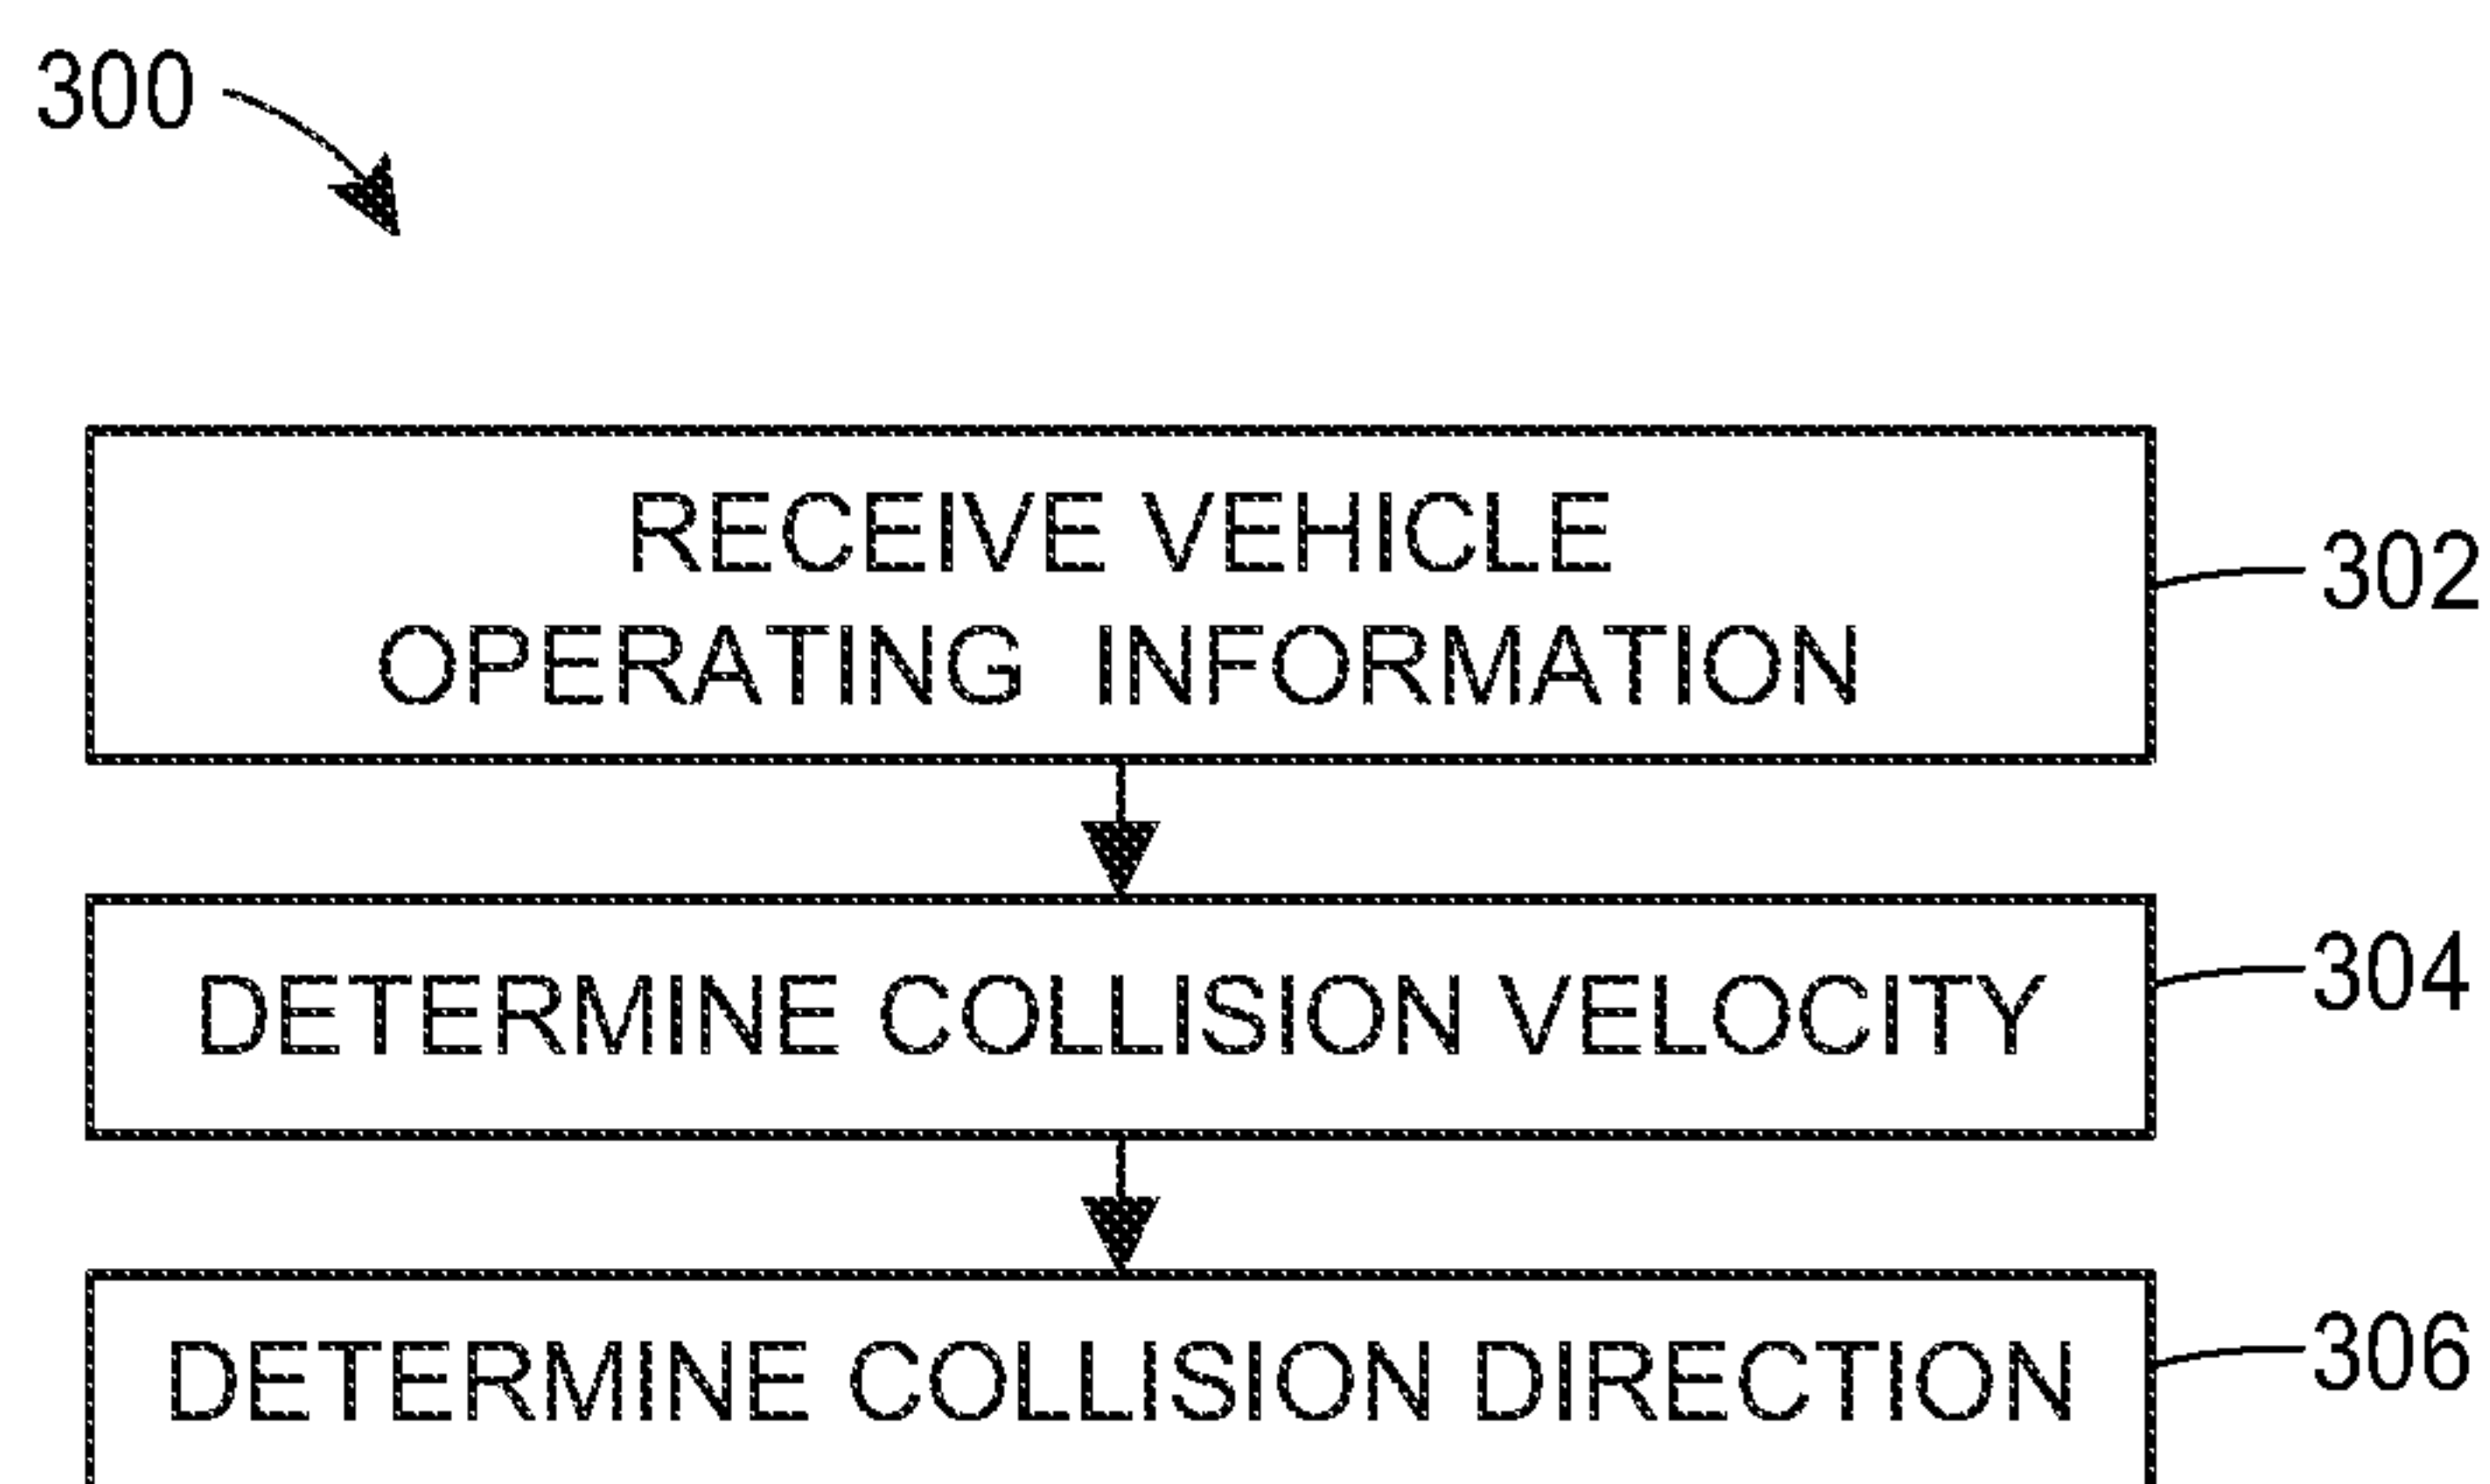 300
RECEIVE VEHICLE
OPERATING INFORMATION
302
DETERMINE COLLISION VELOCITY
304
DETERMINE COLLISION DIRECTION
306